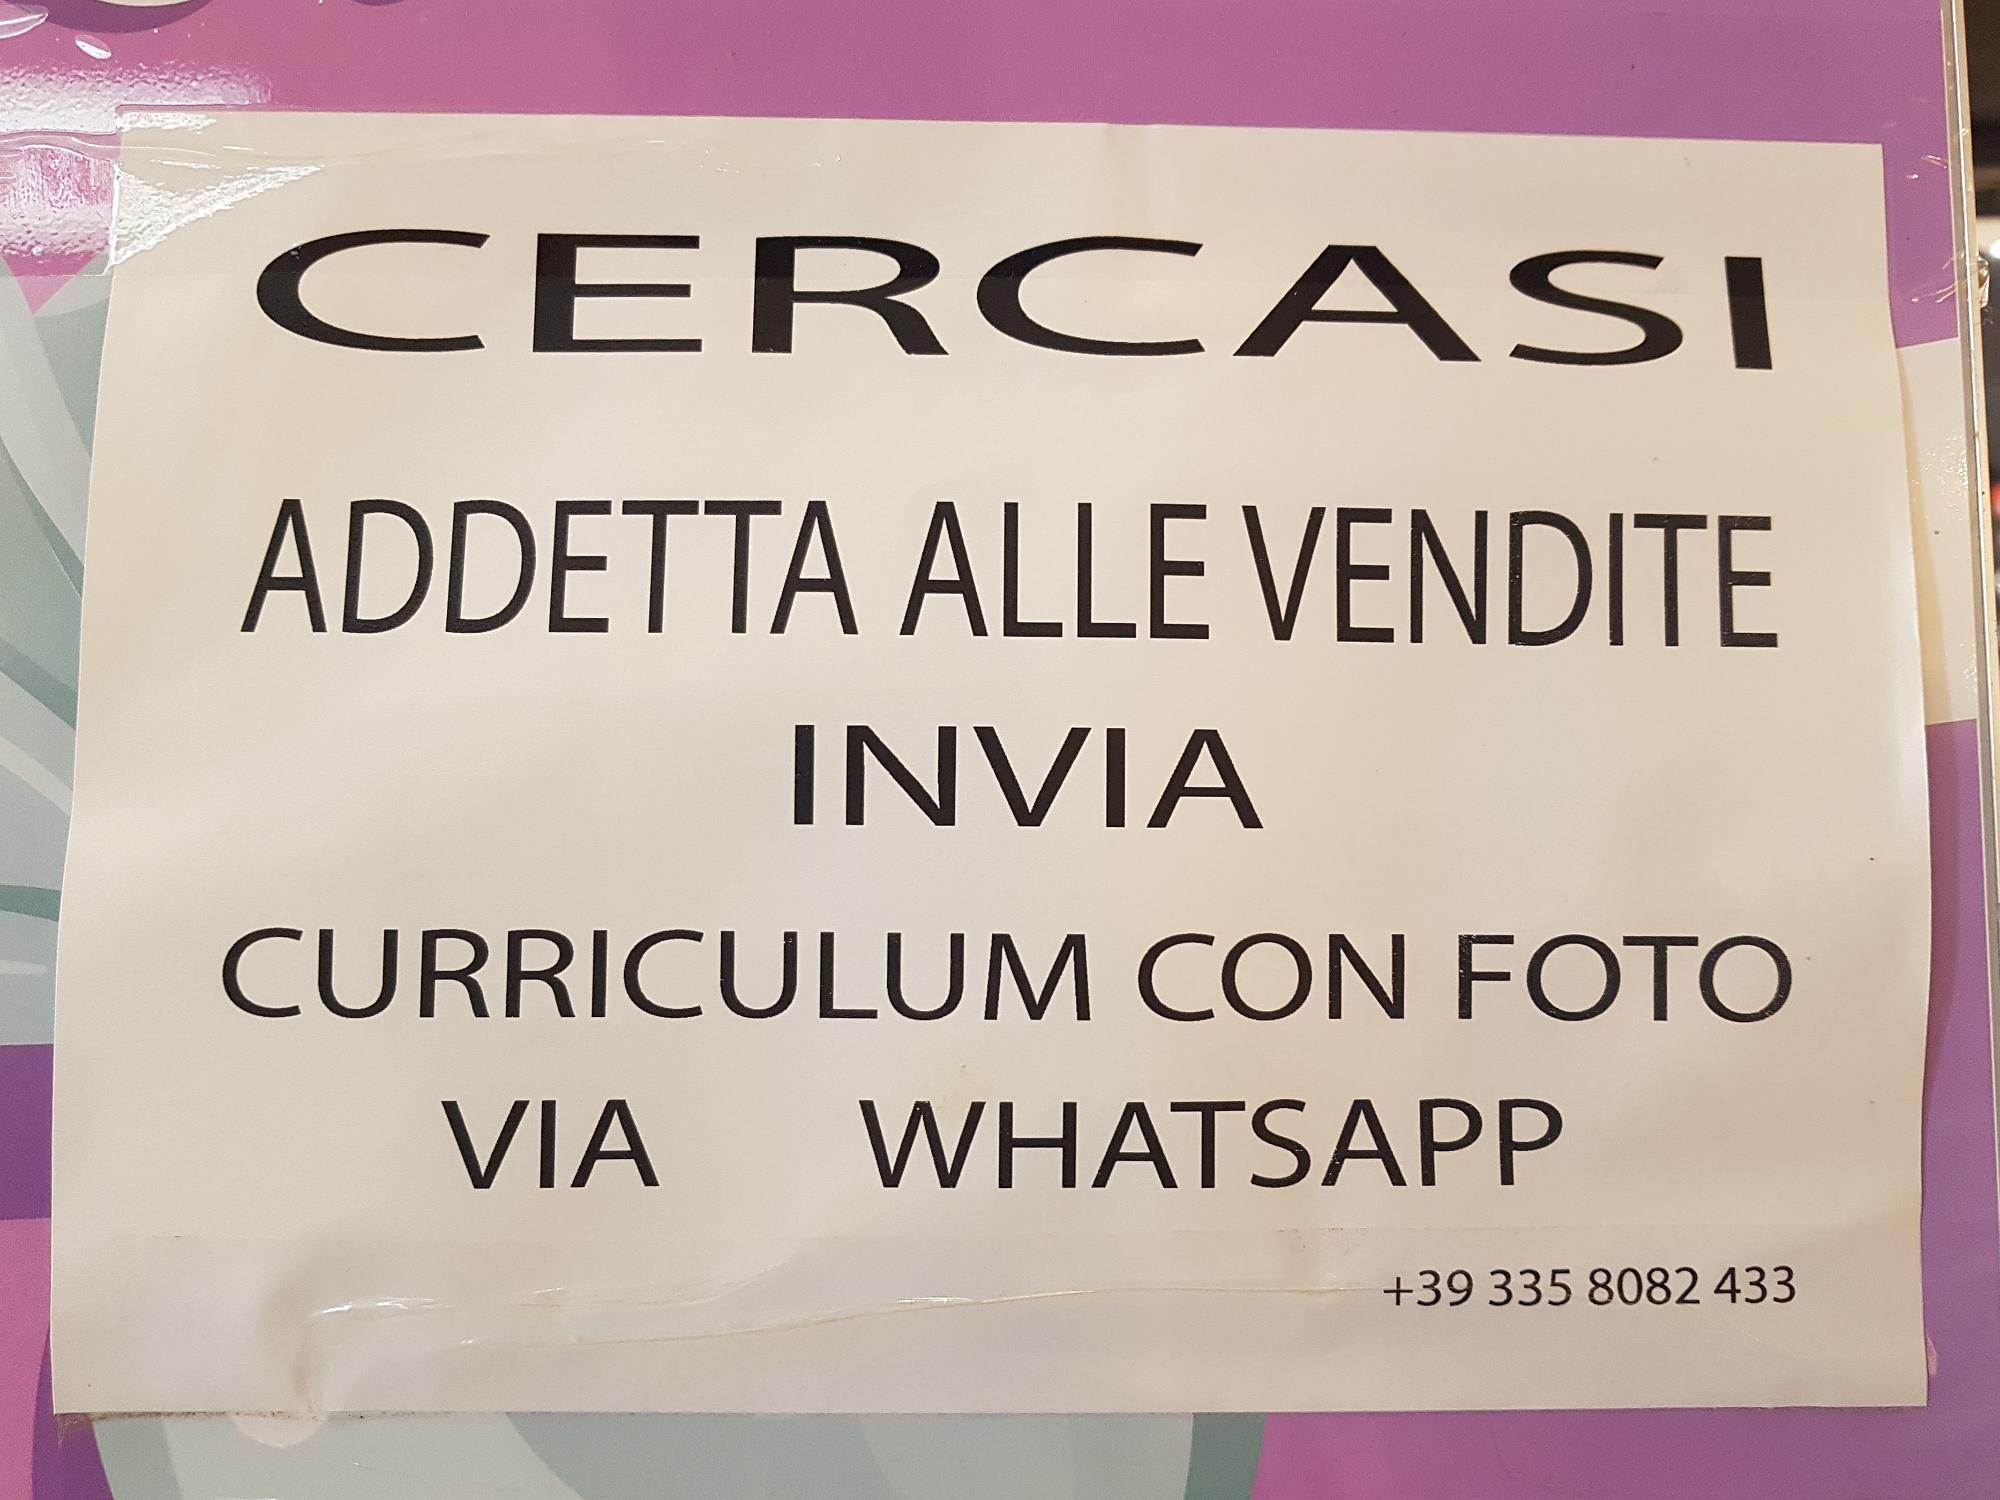 CERCASI
ADDETTA ALLE VENDITE
INVIA
CURRICULUM CON FOTO
VIA WHATSAPP
+39 335 8082 433